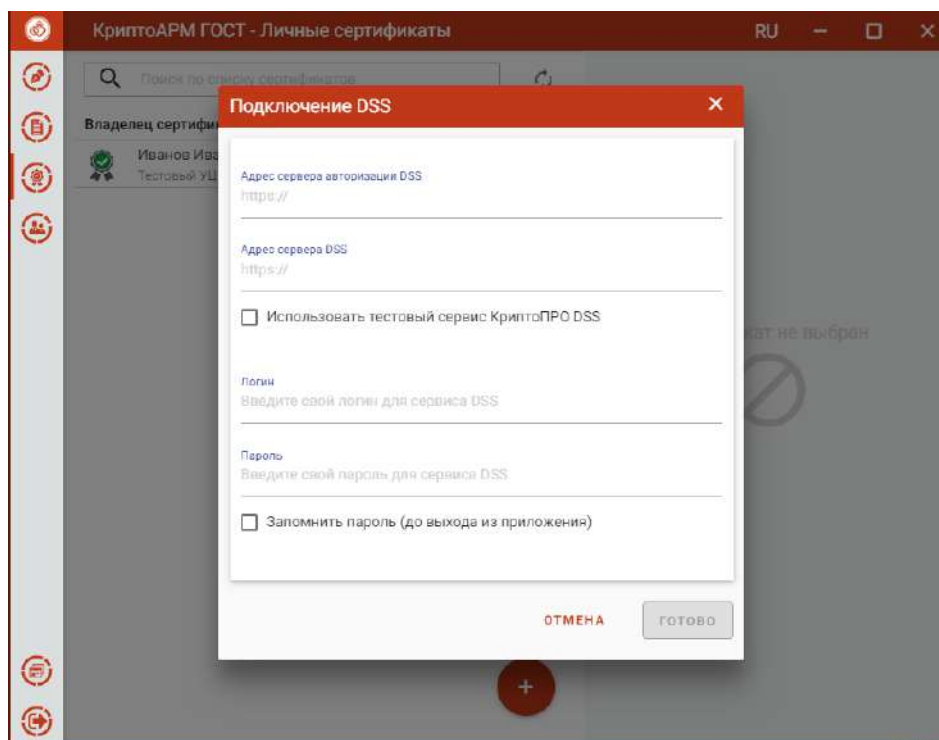 КриптоАРМ ГОСТ - Личные сертификаты
RU
Поиск по списку сертификатов
Владелец сертифи
Иванов Ива
Тестовый УЦ
Подключение DSS
Адрес сервера авторизации DSS
https://
Адрес сервера DSS
https://
Использовать тестовый сервис КриптоПРО DSS
кат не выбран
Логин
Введите свой логин для сервиса DSS
Пароль
Введите свой пароль для сервиса DSS
Запомнить пароль (до выхода из приложения)
ОТМЕНА
ГОТОВО